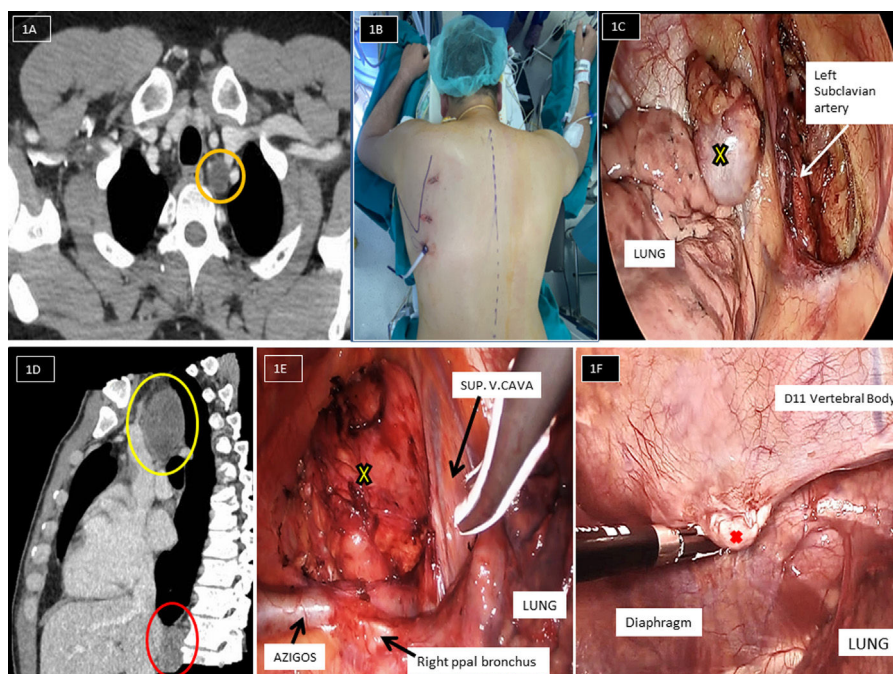 1A
1B
1C
Left
Subclavian
artery
X
LUNG
1D
1E
SUP. V.CAVA
X
LUNG
AZIGOS
Right ppal bronchus
1F
D11 Vertebral Body
Diaphragm
LUNG